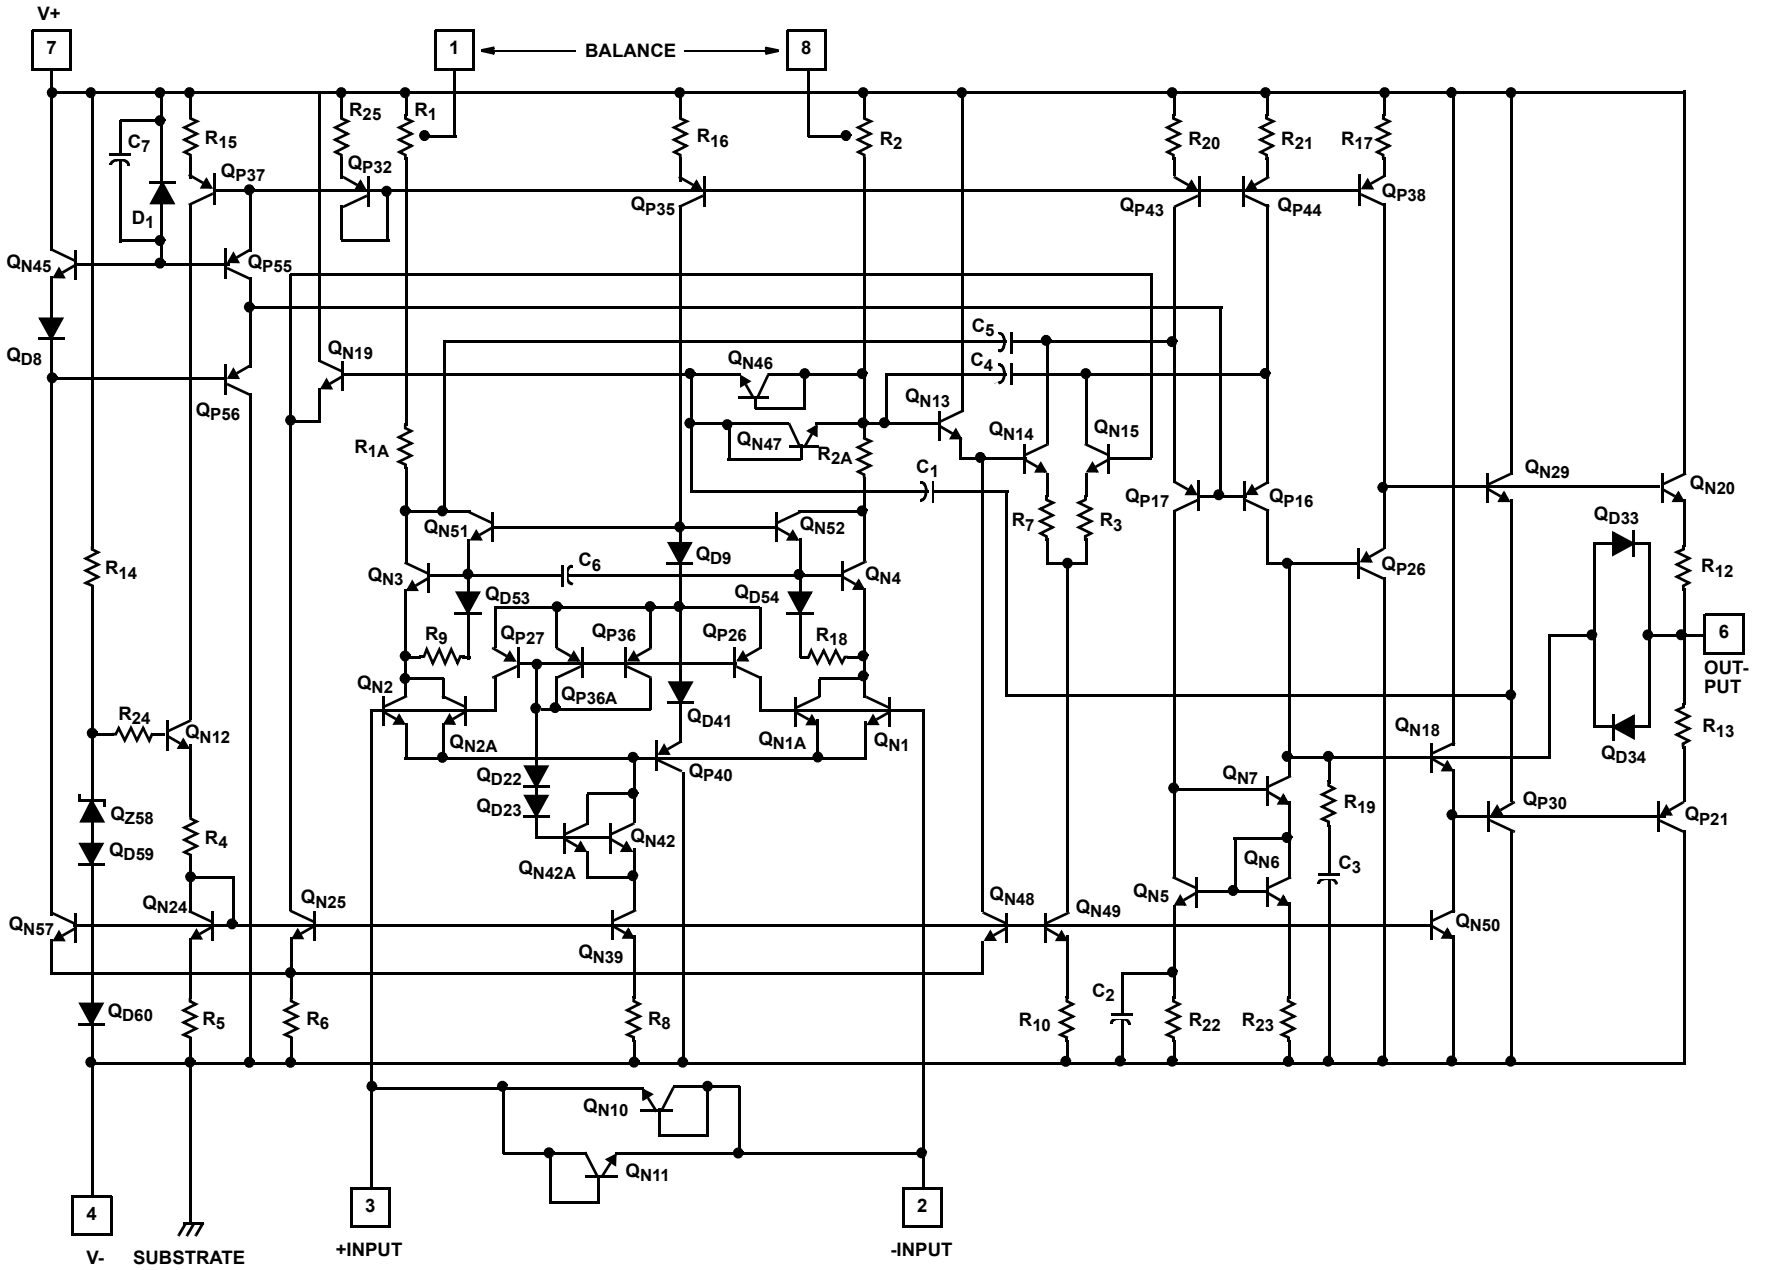 V+
7
1
BALANCE
8
R25
R1
C7
R15
R16
R2
R20
R21
R17
QP32
QP37
D1
QP35
QP43
QP44
QP38
QN45
QP55
C5
QD8
QN19
QN46
C4
QP56
QN13
QN47
QN14
QN15
R1A
R2A
C1
QN29
QN20
QP17
QP16
QN51
QN52
R7
R3
QD33
QD9
R14
C6
QN3
QN4
QP26
R12
QD53
QD54
R9
QP27
QP36
QP26
R18
6
OUT-
PUT
QN2
QP36A
QD41
R24
QN12
QN2A
QN1A
QN1
QN18
R13
QD34
QD22
QP40
QN7
QD23
R19
QP30
QP21
QZ58
R4
QN42
QD59
QN42A
QN6
C3
QN5
QN24
QN25
QN48
QN49
QN57
QN50
QN39
C2
QD60
R5
R6
R8
R10
R22
R23
QN10
QN11
4
3
2
V-
SUBSTRATE
+INPUT
-INPUT